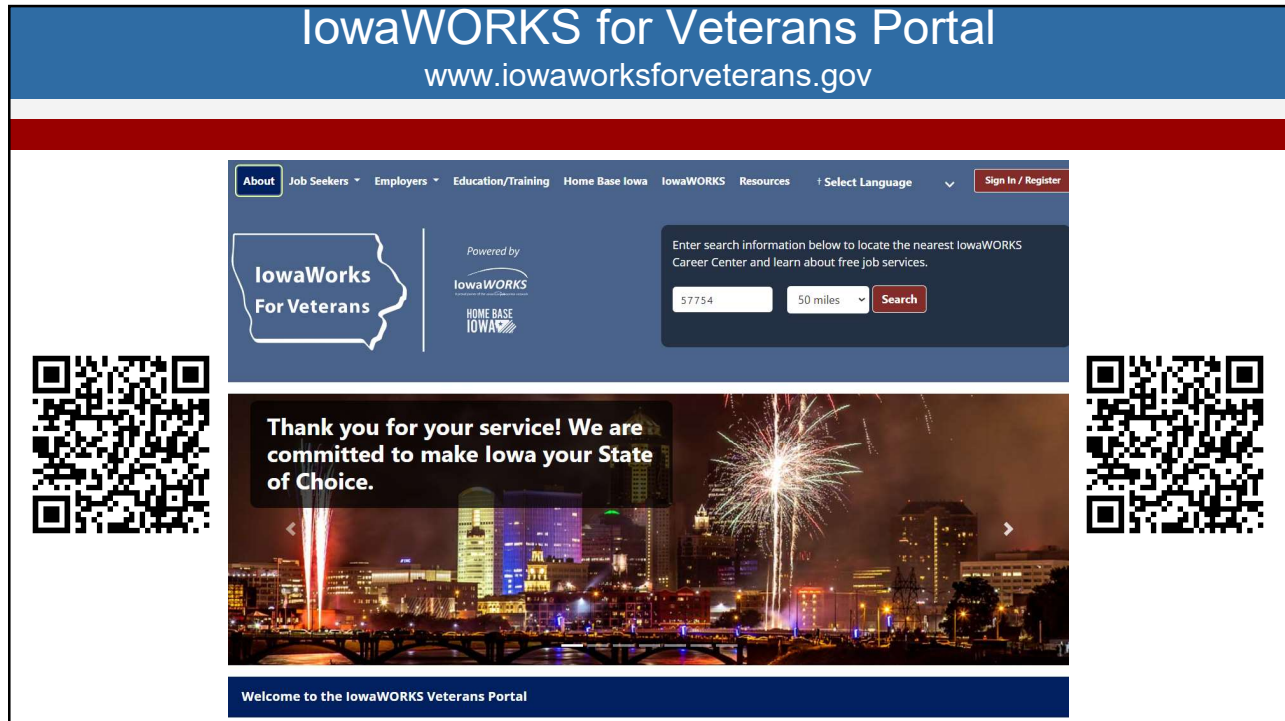 IowaWORKS for Veterans Portal
www.iowaworksforveterans.gov
About Job Seekers Employers Education/Training Home Base Iowa IowaWORKS Resources † Select Language Sign In / Register
IowaWorks
For Veterans
Powered by
IowaWORKS
HOME BASE
IOWA
Enter search information below to locate the nearest IowaWORKS
Career Center and learn about free job services.
57754 50 miles Search
Thank you for your service! We are
committed to make Iowa your State
of Choice.
Welcome to the IowaWORKS Veterans Portal